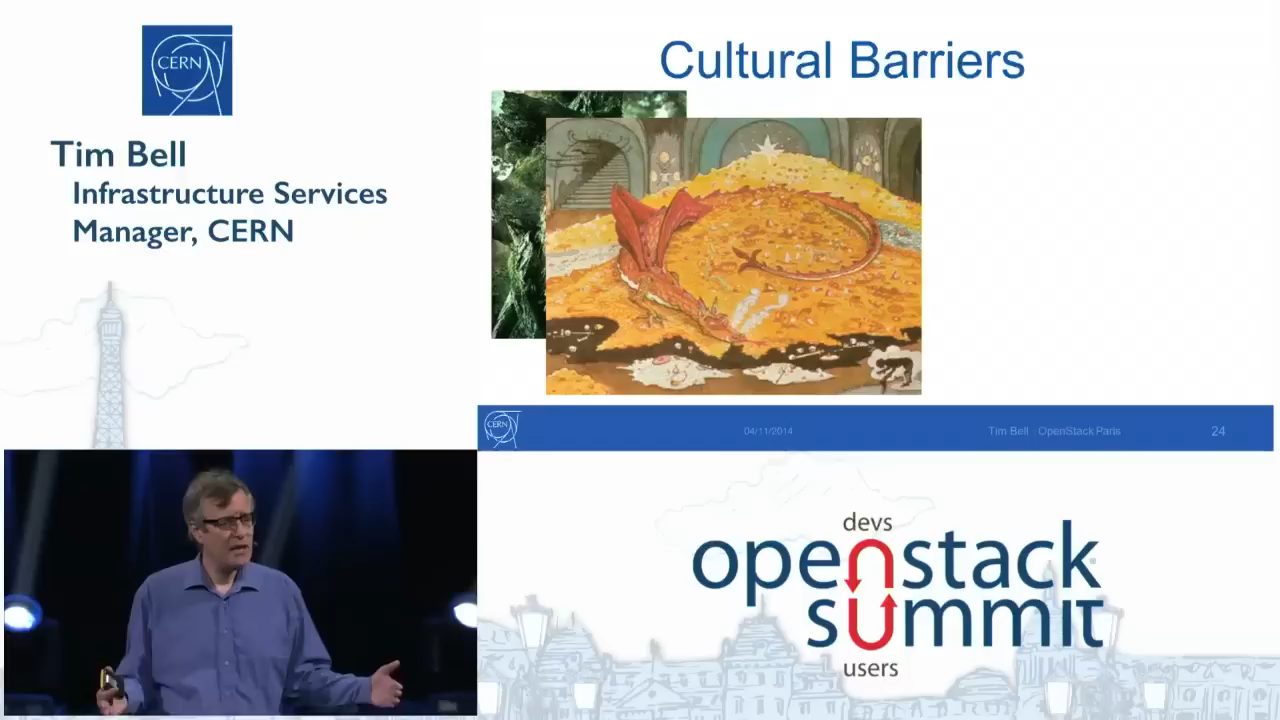 CERN
Tim Bell
Infrastructure Services
Manager, CERN
Cultural Barriers
CERN
04/11/2014
Tim Bell - OpenStack Paris
24
devs
openstack
summit
users